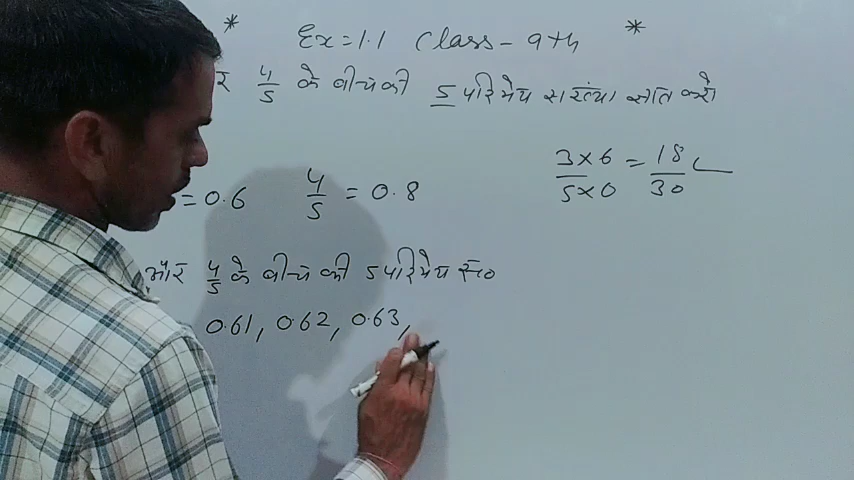 * Ex=1.1 Class-9th *
र 4/5 के बीच की 5 परिमेय संख्या ज्ञात करो
= 0.6 4/5 = 0.8
3×6/5×0 = 18/30
और 4/5 के बीच की 5 परिमेय सं०
0.61, 0.62, 0.63,